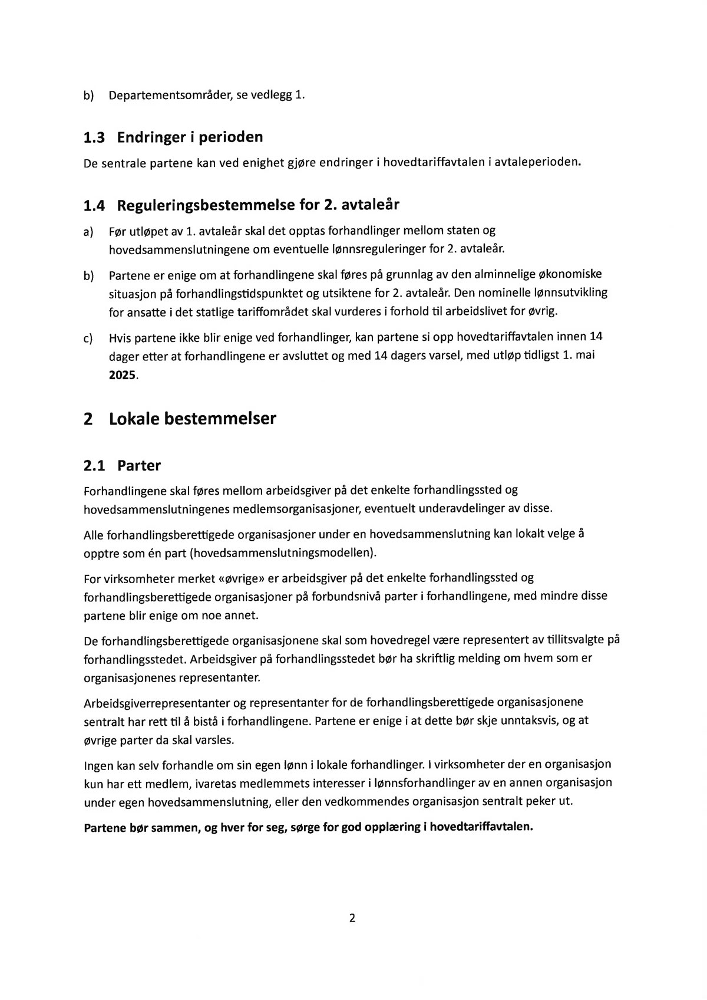 b) Departementsområder, se vedlegg 1.
1.3 Endringer i perioden
De sentrale partene kan ved enighet gjøre endringer i hovedtariffavtalen i avtaleperioden.
1.4 Reguleringsbestemmelse for 2. avtaleår
a) Før utløpet av 1. avtaleår skal det opptas forhandlinger mellom staten og
hovedsammenslutningene om eventuelle lønnsreguleringer for 2. avtaleår.
b) Partene er enige om at forhandlingene skal føres på grunnlag av den alminnelige økonomiske
situasjon på forhandlingstidspunktet og utsiktene for 2. avtaleår. Den nominelle lønnsutvikling
for ansatte i det statlige tariffområdet skal vurderes i forhold til arbeidslivet for øvrig.
c) Hvis partene ikke blir enige ved forhandlinger, kan partene si opp hovedtariffavtalen innen 14
dager etter at forhandlingene er avsluttet og med 14 dagers varsel, med utløp tidligst 1. mai
2025.
2 Lokale bestemmelser
2.1 Parter
Forhandlingene skal føres mellom arbeidsgiver på det enkelte forhandlingssted og
hovedsammenslutningenes medlemsorganisasjoner, eventuelt underavdelinger av disse.
Alle forhandlingsberettigede organisasjoner under en hovedsammenslutning kan lokalt velge å
opptre som én part (hovedsammenslutningsmodellen).
For virksomheter merket «øvrige» er arbeidsgiver på det enkelte forhandlingssted og
forhandlingsberettigede organisasjoner på forbundsnivå parter i forhandlingene, med mindre disse
partene blir enige om noe annet.
De forhandlingsberettigede organisasjonene skal som hovedregel være representert av tillitsvalgte på
forhandlingsstedet. Arbeidsgiver på forhandlingsstedet bør ha skriftlig melding om hvem som er
organisasjonenes representanter.
Arbeidsgiverrepresentanter og representanter for de forhandlingsberettigede organisasjonene
sentralt har rett til å bistå i forhandlingene. Partene er enige i at dette bør skje unntaksvis, og at
øvrige parter da skal varsles.
Ingen kan selv forhandle om sin egen lønn i lokale forhandlinger. I virksomheter der en organisasjon
kun har ett medlem, ivaretas medlemmets interesser i lønnsforhandlinger av en annen organisasjon
under egen hovedsammenslutning, eller den vedkommendes organisasjon sentralt peker ut.
Partene bør sammen, og hver for seg, sørge for god opplæring i hovedtariffavtalen.
2